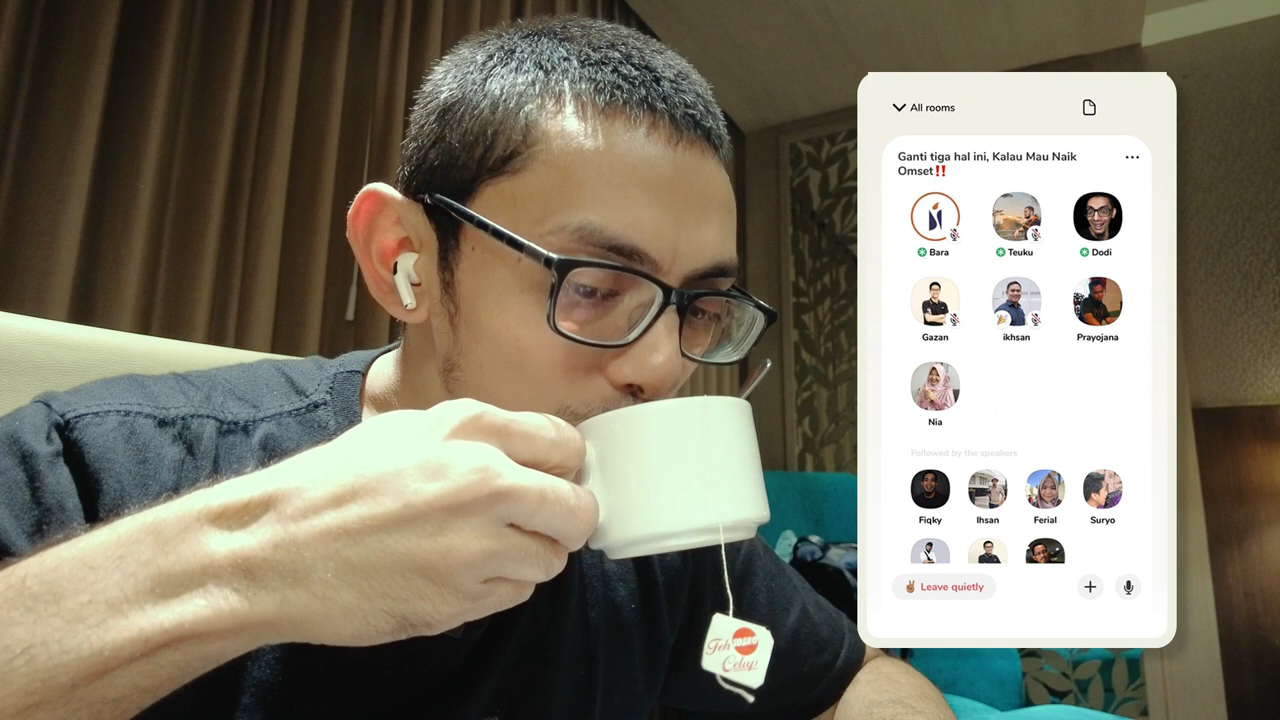 All rooms
Ganti tiga hal ini, Kalau Mau Naik
Omset‼️
Bara
Teuku
Dodi
Gazan
ikhsan
Prayojana
Nia
Followed by the speakers
Fiqky
Ihsan
Ferial
Suryo
✌🏽 Leave quietly
Teh SOSRO
Celup